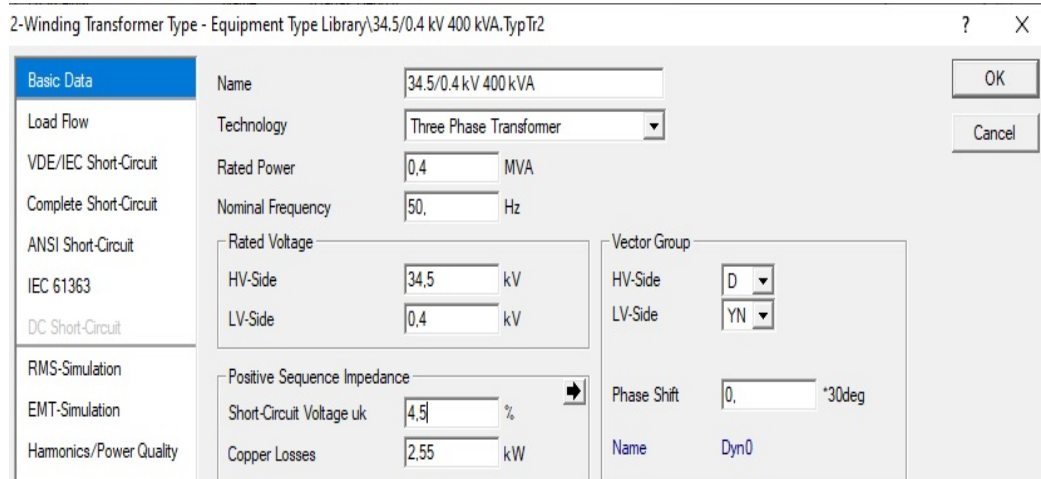 2-Winding Transformer Type - Equipment Type Library\34.5/0.4 kV 400 kVA.TypTr2 ? X
Basic Data
Load Flow
VDE/IEC Short-Circuit
Complete Short-Circuit
ANSI Short-Circuit
IEC 61363
DC Short-Circuit
RMS-Simulation
EMT-Simulation
Harmonics/Power Quality
Name 34.5/0.4 kV 400 kVA
Technology Three Phase Transformer
Rated Power 0,4 MVA
Nominal Frequency 50, Hz
Rated Voltage
HV-Side 34,5 kV
LV-Side 0,4 kV
Positive Sequence Impedance
Short-Circuit Voltage uk 4,5 %
Copper Losses 2,55 kW
Vector Group
HV-Side D
LV-Side YN
Phase Shift 0, *30deg
Name Dyn0
OK
Cancel